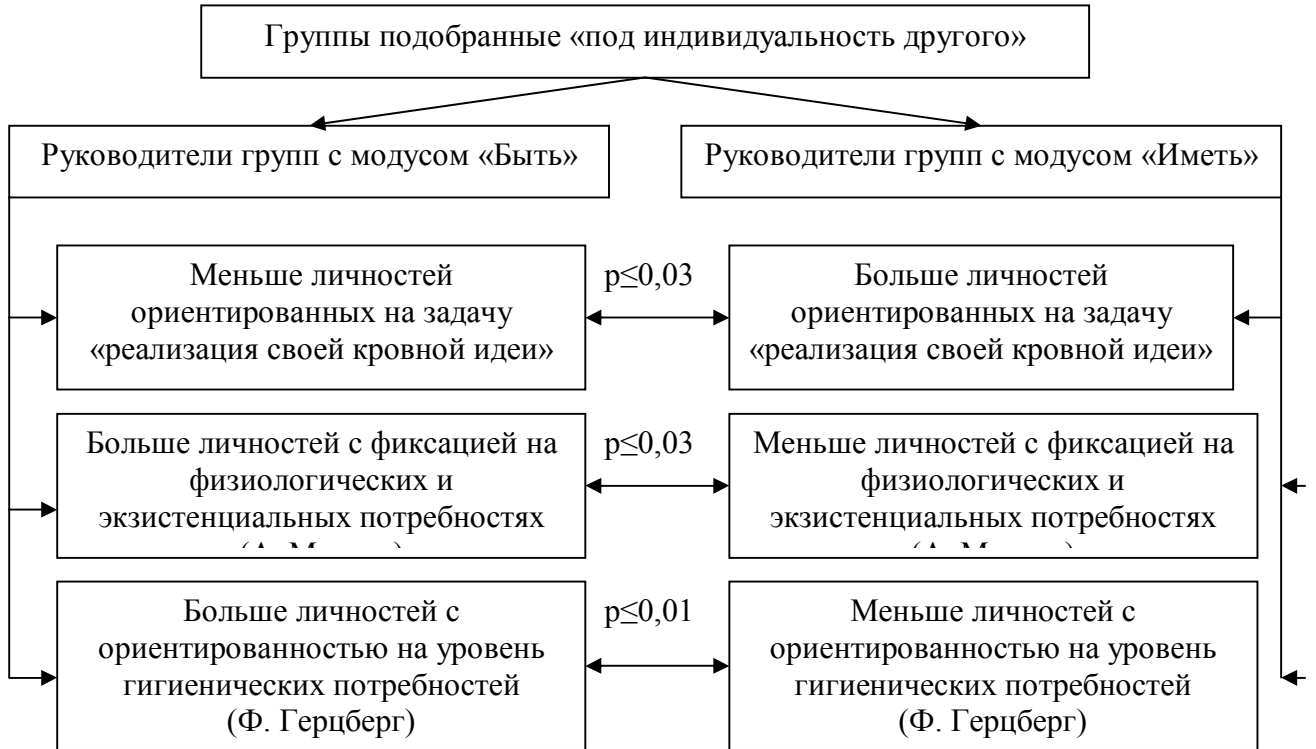 Группы подобранные «под индивидуальность другого»
Руководители групп с модусом «Быть»
Руководители групп с модусом «Иметь»
Меньше личностей
ориентированных на задачу
«реализация своей кровной идеи»
p≤0,03
Больше личностей
ориентированных на задачу
«реализация своей кровной идеи»
Больше личностей с фиксацией на
физиологических и
экзистенциальных потребностях
p≤0,03
Меньше личностей с фиксацией на
физиологических и
экзистенциальных потребностях
Больше личностей с
ориентированностью на уровень
гигиенических потребностей
(Ф. Герцберг)
p≤0,01
Меньше личностей с
ориентированностью на уровень
гигиенических потребностей
(Ф. Герцберг)